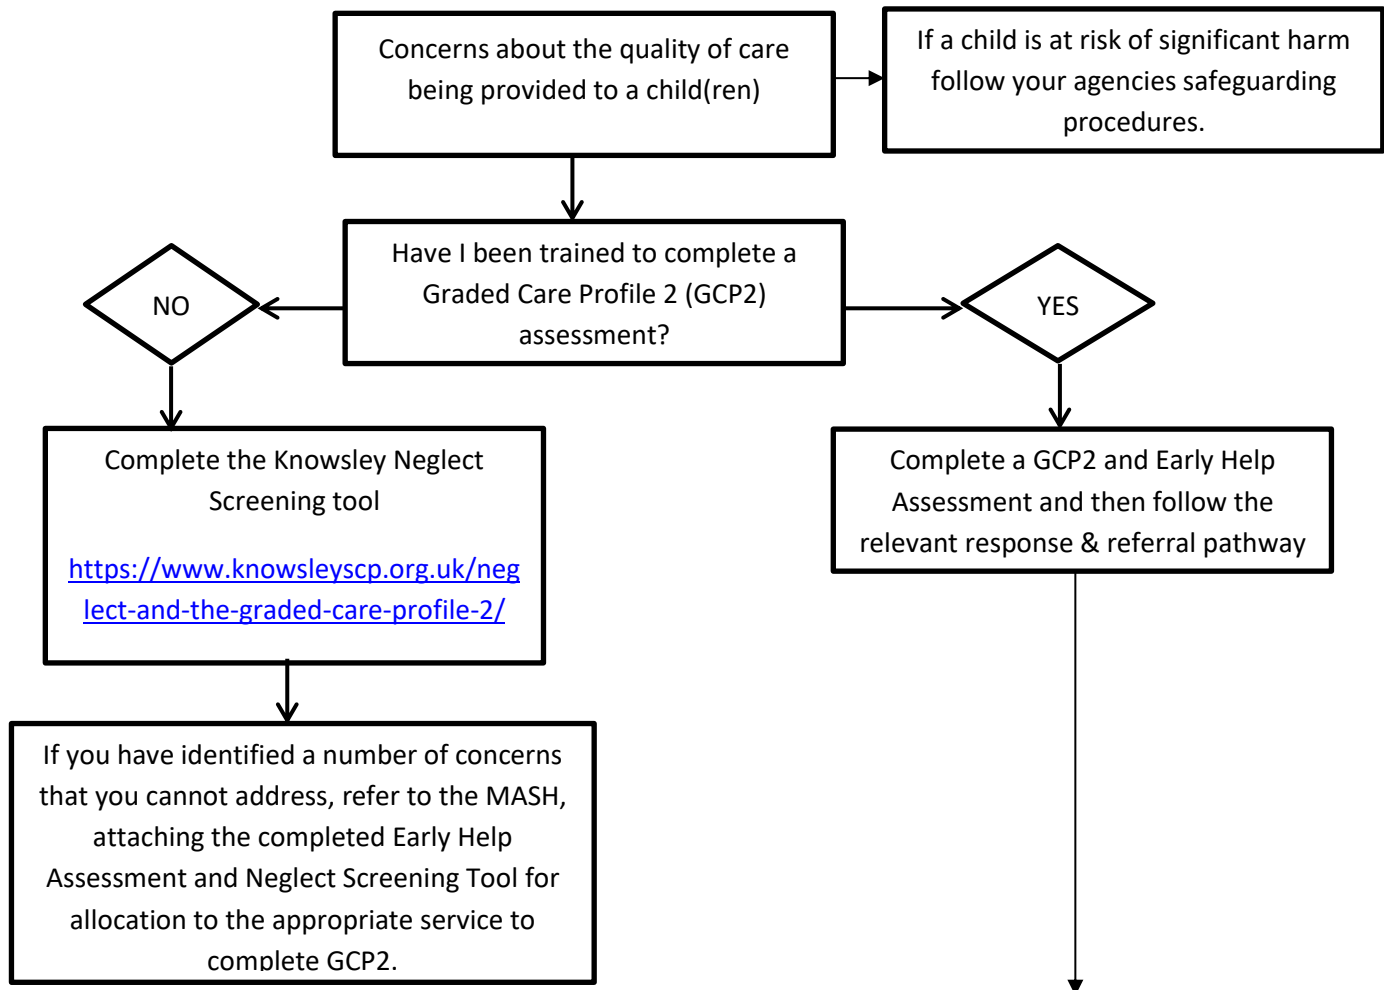 Concerns about the quality of care
being provided to a child(ren)
If a child is at risk of significant harm
follow your agencies safeguarding
procedures.
Have I been trained to complete a
Graded Care Profile 2 (GCP2)
assessment?
NO
YES
Complete the Knowsley Neglect
Screening tool
https://www.knowsleyscp.org.uk/neg
lect-and-the-graded-care-profile-2/
Complete a GCP2 and Early Help
Assessment and then follow the
relevant response & referral pathway
If you have identified a number of concerns
that you cannot address, refer to the MASH,
attaching the completed Early Help
Assessment and Neglect Screening Tool for
allocation to the appropriate service to
complete GCP2.